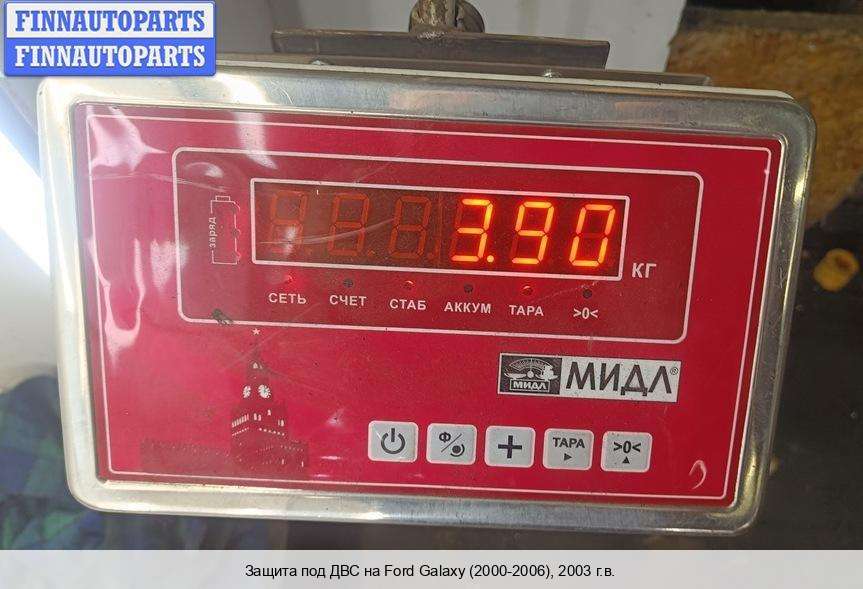 FINNAUTOPARTS
FINNAUTOPARTS
заряд
3.90
КГ
СЕТЬ СЧЕТ СТАБ АККУМ ТАРА >0<
МИДЛ МИДЛ®
Ф/ + ТАРА >0<
Защита под ДВС на Ford Galaxy (2000-2006), 2003 г.в.